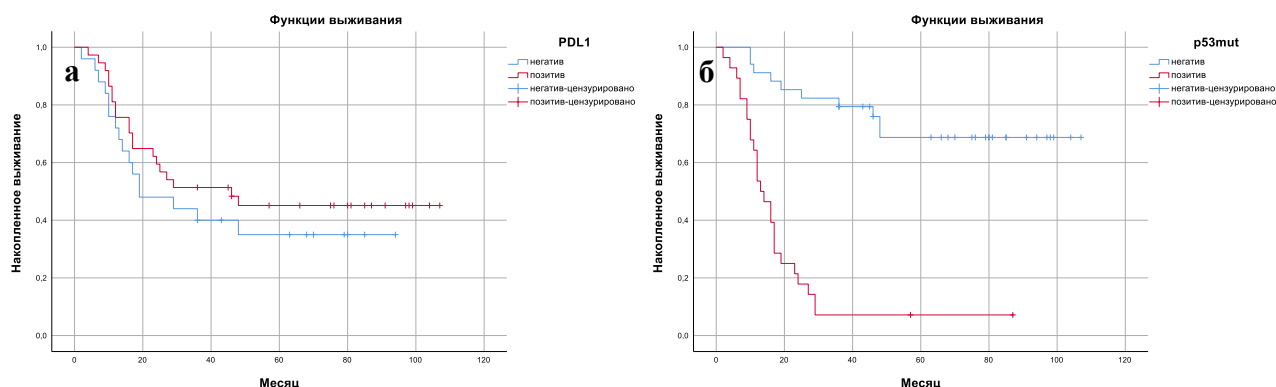 Функции выживания
PDL1
негатив
позитив
негатив-цензурировано
позитив-цензурировано
а
Накопленное выживание
1,0
0,8
0,6
0,4
0,2
0,0
0
20
40
60
80
100
120
Месяц
Функции выживания
p53mut
негатив
позитив
негатив-цензурировано
позитив-цензурировано
б
Накопленное выживание
1,0
0,8
0,6
0,4
0,2
0,0
0
20
40
60
80
100
120
Месяц